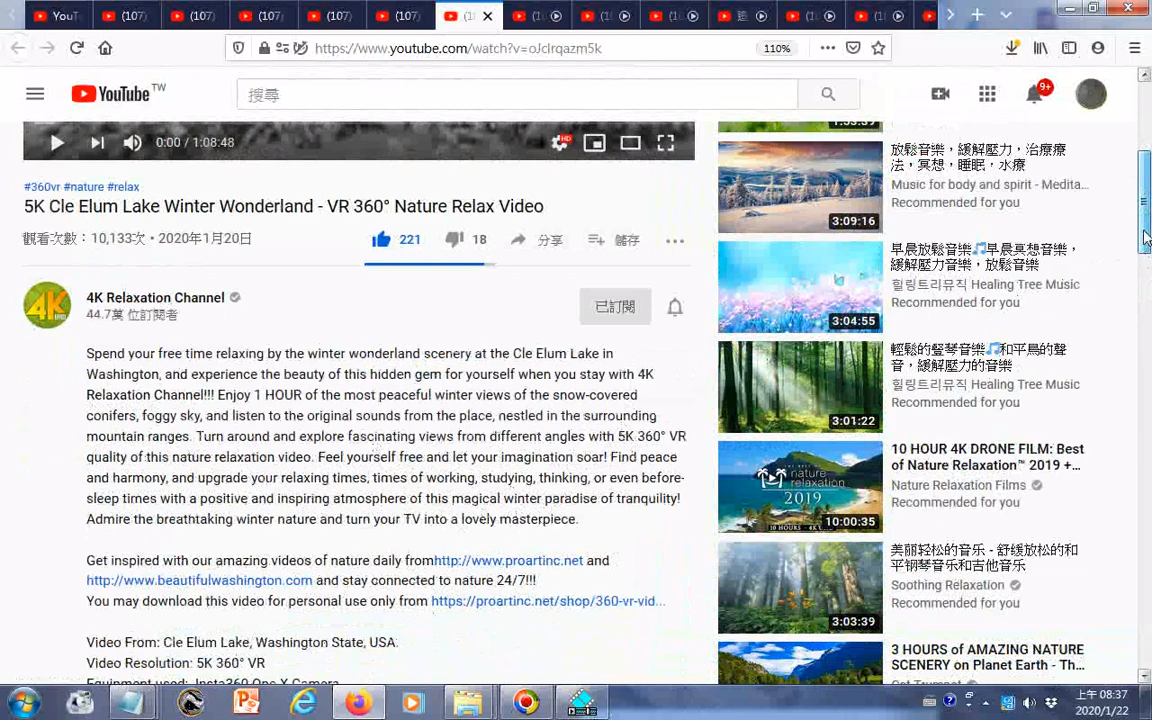 YouT
(107)
(107)
(107)
(107)
(107)
https://www.youtube.com/watch?v=oJcIrqazm5k
110%
YouTube TW
搜尋
9+
0:00 / 1:08:48
HD
#360vr #nature #relax
5K Cle Elum Lake Winter Wonderland - VR 360° Nature Relax Video
觀看次數：10,133次 • 2020年1月20日
221
18
分享
儲存
4K Relaxation Channel
44.7萬 位訂閱者
已訂閱
4K
Spend your free time relaxing by the winter wonderland scenery at the Cle Elum Lake in
Washington, and experience the beauty of this hidden gem for yourself when you stay with 4K
Relaxation Channel!!! Enjoy 1 HOUR of the most peaceful winter views of the snow-covered
conifers, foggy sky, and listen to the original sounds from the place, nestled in the surrounding
mountain ranges. Turn around and explore fascinating views from different angles with 5K 360° VR
quality of this nature relaxation video. Feel yourself free and let your imagination soar! Find peace
and harmony, and upgrade your relaxing times, times of working, studying, thinking, or even before-
sleep times with a positive and inspiring atmosphere of this magical winter paradise of tranquility!
Admire the breathtaking winter nature and turn your TV into a lovely masterpiece.
Get inspired with our amazing videos of nature daily fromhttp://www.proartinc.net and
http://www.beautifulwashington.com and stay connected to nature 24/7!!!
You may download this video for personal use only from https://proartinc.net/shop/360-vr-vid...
Video From: Cle Elum Lake, Washington State, USA.
Video Resolution: 5K 360° VR
Equipment used: Insta360 One X Camera
放鬆音樂，緩解壓力，治療療
法，冥想，睡眠，水療
Music for body and spirit - Medita...
Recommended for you
3:09:16
早晨放鬆音樂🎵早晨冥想音樂，
緩解壓力音樂，放鬆音樂
힐링트리뮤직 Healing Tree Music
Recommended for you
3:04:55
輕鬆的豎琴音樂🎵和平鳥的聲
音，緩解壓力的音樂
힐링트리뮤직 Healing Tree Music
Recommended for you
3:01:22
10 HOUR 4K DRONE FILM: Best
of Nature Relaxation™ 2019 +...
Nature Relaxation Films
Recommended for you
nature
relaxation
2019
10:00:35
美丽轻松的音乐 - 舒缓放松的和
平钢琴音乐和吉他音乐
Soothing Relaxation
Recommended for you
3:03:39
3 HOURS of AMAZING NATURE
SCENERY on Planet Earth - Th...
上午 08:37
2020/1/22